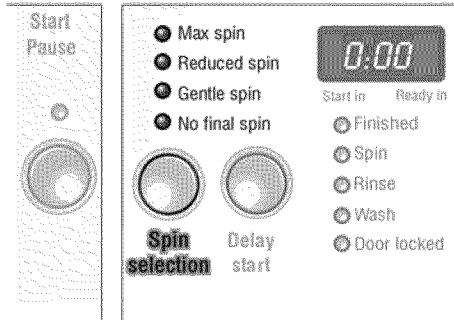 Start
Pause
Max spin
Reduced spin
Gentle spin
No final spin
Spin
selection
Delay
start
0:00
Start in Ready in
Finished
Spin
Rinse
Wash
Door locked